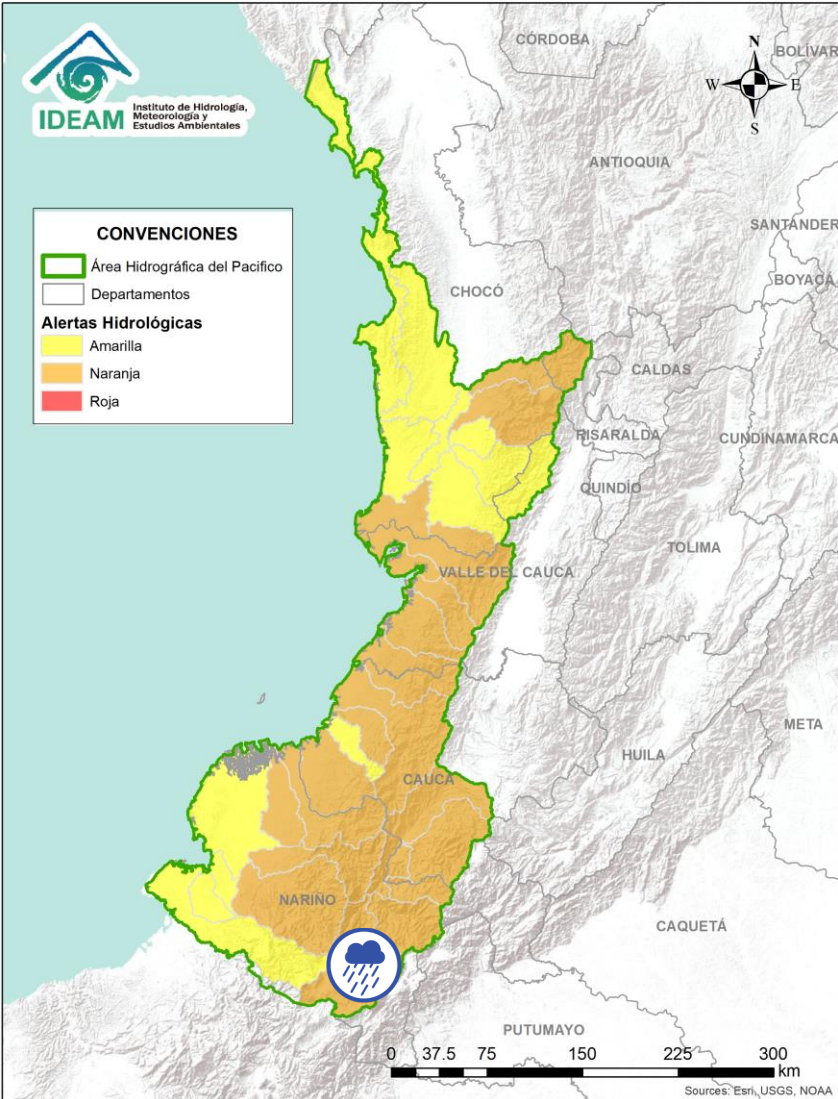 IDEAM
Instituto de Hidrología,
Meteorología y
Estudios Ambientales
CONVENCIONES
Área Hidrográfica del Pacifico
Departamentos
Alertas Hidrológicas
Amarilla
Naranja
Roja
N
W
E
S
CÓRDOBA
BOLÍVAR
ANTIOQUIA
SANTANDER
BOYACÁ
CHOCÓ
CALDAS
RISARALDA
CUNDINAMARCA
QUINDÍO
TOLIMA
VALLE DEL CAUCA
META
HUILA
CAUCA
NARIÑO
CAQUETÁ
PUTUMAYO
0 37.5 75 150 225 300
km
Sources: Esri, USGS, NOAA